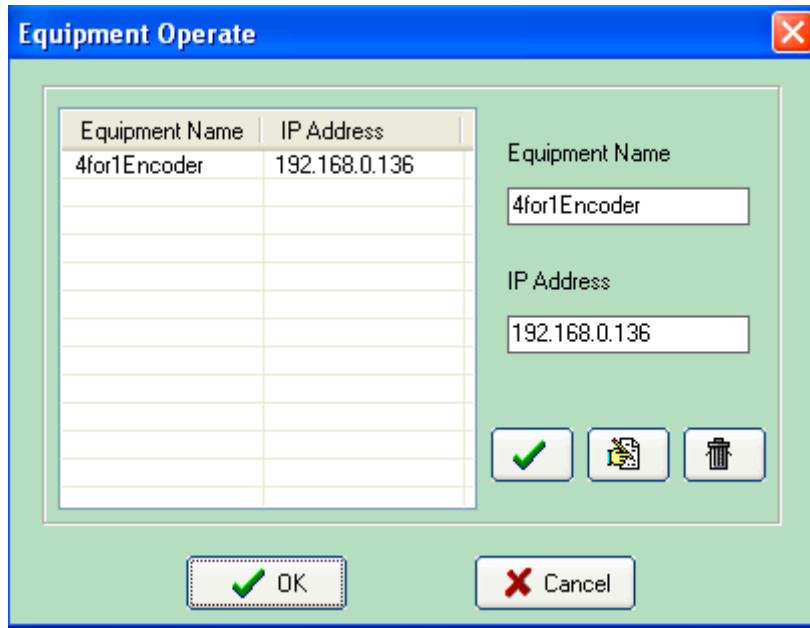 Equipment Operate
Equipment Name IP Address
4for1Encoder 192.168.0.136
Equipment Name
4for1Encoder
IP Address
192.168.0.136
OK Cancel